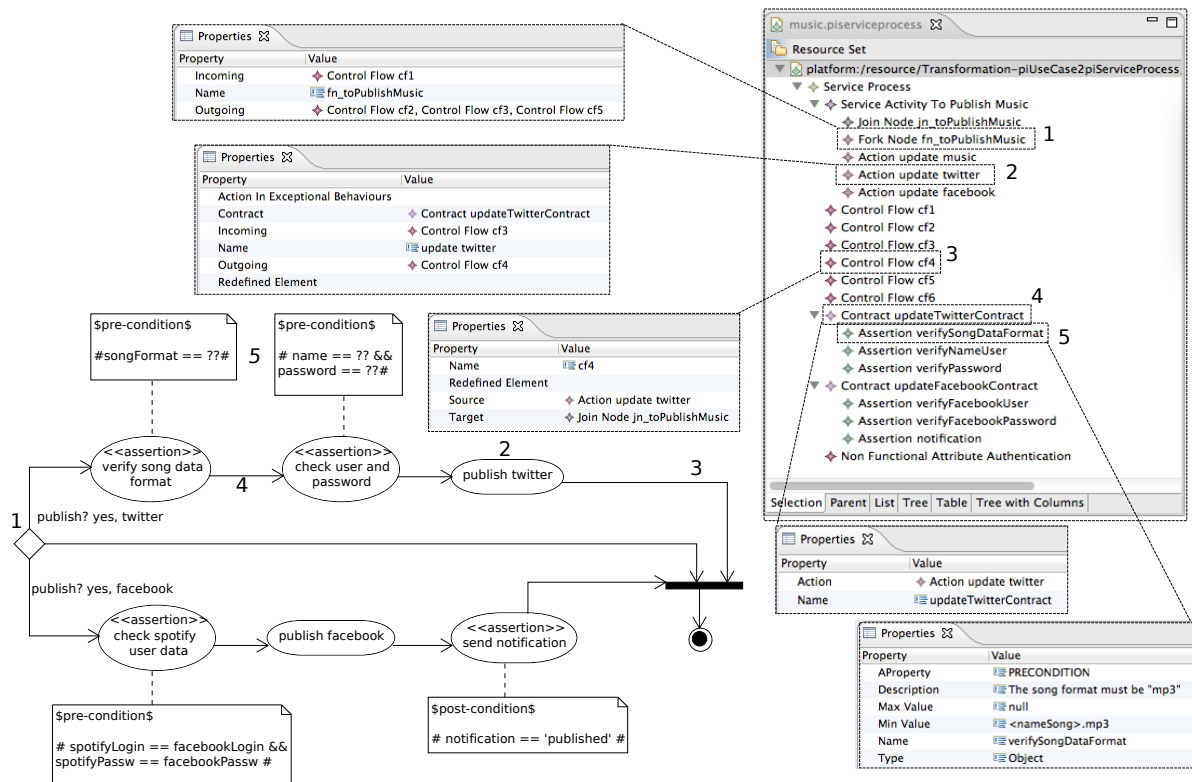 Properties
Property Value
Incoming Control Flow cf1
Name fn_toPublishMusic
Outgoing Control Flow cf2, Control Flow cf3, Control Flow cf5
Properties
Property Value
Action In Exceptional Behaviours
Contract Contract updateTwitterContract
Incoming Control Flow cf3
Name update twitter
Outgoing Control Flow cf4
Redefined Element
music.piserviceprocess
Resource Set
platform:/resource/Transformation-piUseCase2piServiceProcess
Service Process
Service Activity To Publish Music
Join Node jn_toPublishMusic
Fork Node fn_toPublishMusic
1
Action update music
Action update twitter
2
Action update facebook
Control Flow cf1
Control Flow cf2
Control Flow cf3
3
Control Flow cf4
Control Flow cf5
Control Flow cf6
4
Contract updateTwitterContract
Assertion verifySongDataFormat
5
Assertion verifyNameUser
Assertion verifyPassword
Contract updateFacebookContract
Assertion verifyFacebookUser
Assertion verifyFacebookPassword
Assertion notification
Non Functional Attribute Authentication
Selection Parent List Tree Table Tree with Columns
$pre-condition$
#songFormat == ??#
5
$pre-condition$
# name == ?? &&
password == ??#
Properties
Property Value
Name cf4
Redefined Element
Source Action update twitter
Target Join Node jn_toPublishMusic
<<assertion>>
verify song data
format
4
<<assertion>>
check user and
password
2
publish twitter
3
1
publish? yes, twitter
publish? yes, facebook
<<assertion>>
check spotify
user data
publish facebook
<<assertion>>
send notification
$pre-condition$
# spotifyLogin == facebookLogin &&
spotifyPassw == facebookPassw #
$post-condition$
# notification == 'published' #
Properties
Property Value
Action Action update twitter
Name updateTwitterContract
Properties
Property Value
AProperty PRECONDITION
Description The song format must be "mp3"
Max Value null
Min Value <nameSong>.mp3
Name verifySongDataFormat
Type Object